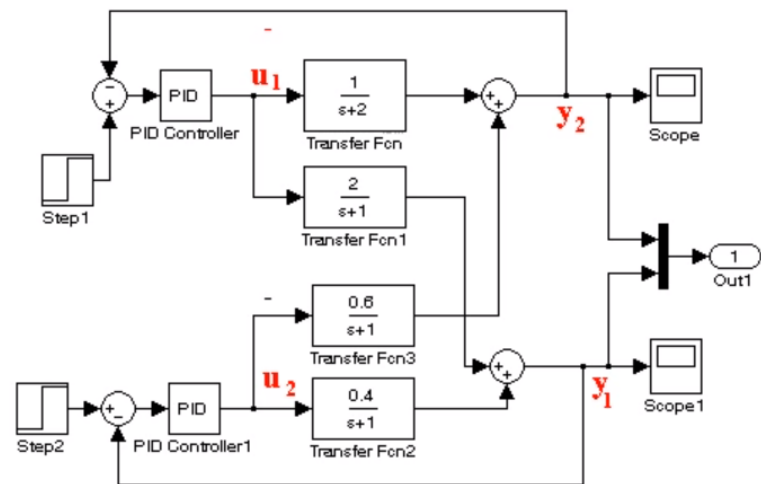 -
- +
PID
PID Controller
u1
1
s+2
Transfer Fcn
+ +
y2
Scope
Step1
2
s+1
Transfer Fcn1
1
Out1
-
0.6
s+1
Transfer Fcn3
u2
Step2
+ -
PID
PID Controller1
0.4
s+1
Transfer Fcn2
+ +
y1
Scope1